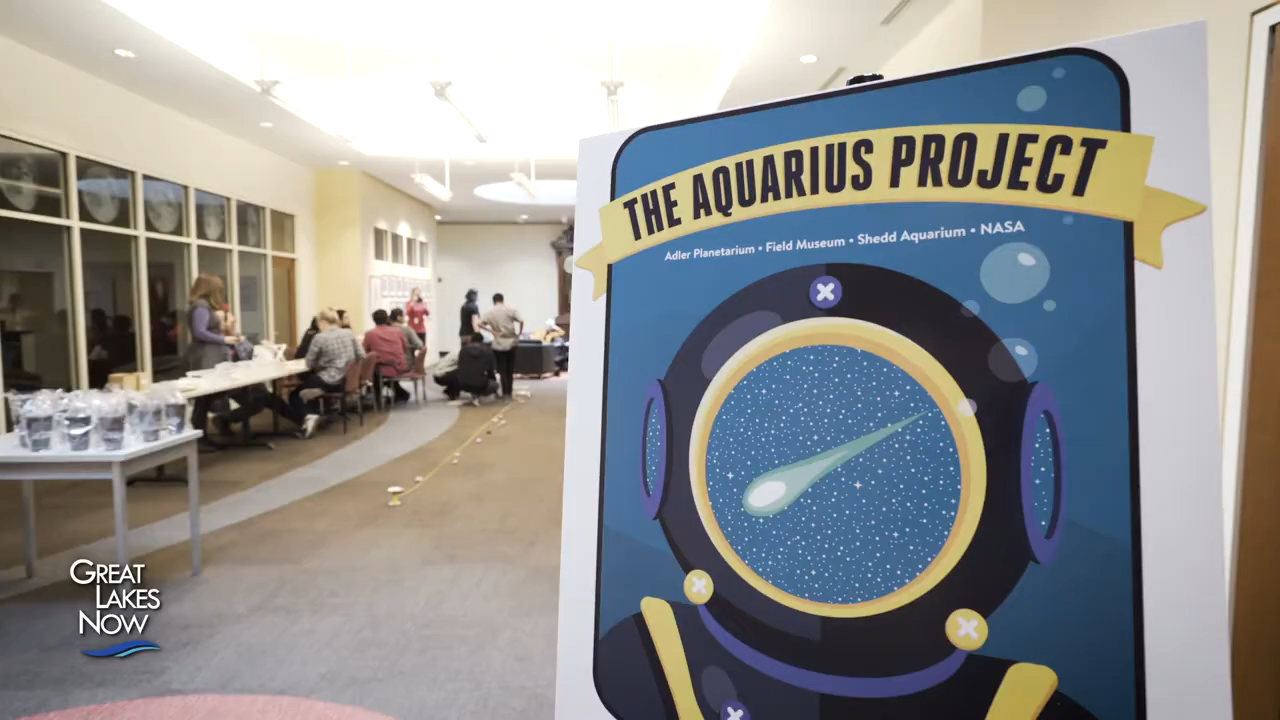 THE AQUARIUS PROJECT
Adler Planetarium • Field Museum • Shedd Aquarium • NASA
GREAT
LAKES
NOW